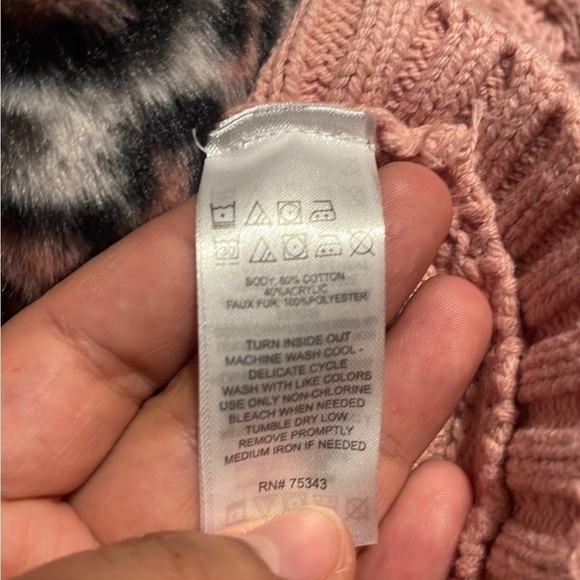 BODY: 60% COTTON
40%ACRYLIC
FAUX FUR: 100%POLYESTER
TURN INSIDE OUT
MACHINE WASH COOL -
DELICATE CYCLE
WASH WITH LIKE COLORS
USE ONLY NON-CHLORINE
BLEACH WHEN NEEDED
TUMBLE DRY LOW
REMOVE PROMPTLY
MEDIUM IRON IF NEEDED
RN# 75343